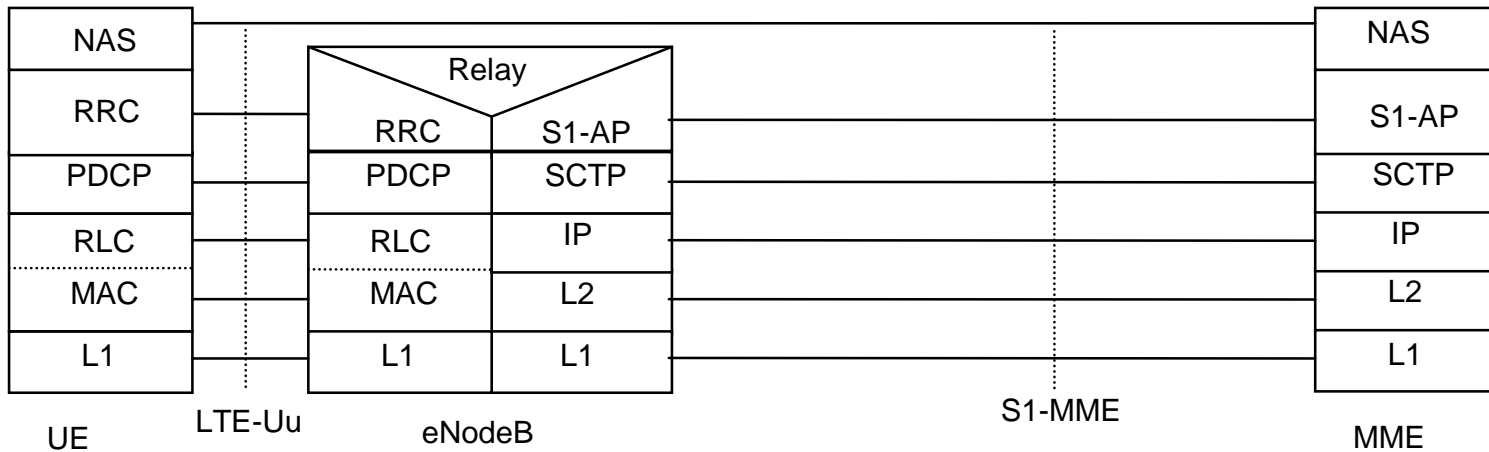 NAS
RRC
PDCP
RLC
MAC
L1
UE
LTE-Uu
Relay
RRC
S1-AP
PDCP
SCTP
RLC
IP
MAC
L2
L1
L1
eNodeB
S1-MME
NAS
S1-AP
SCTP
IP
L2
L1
MME